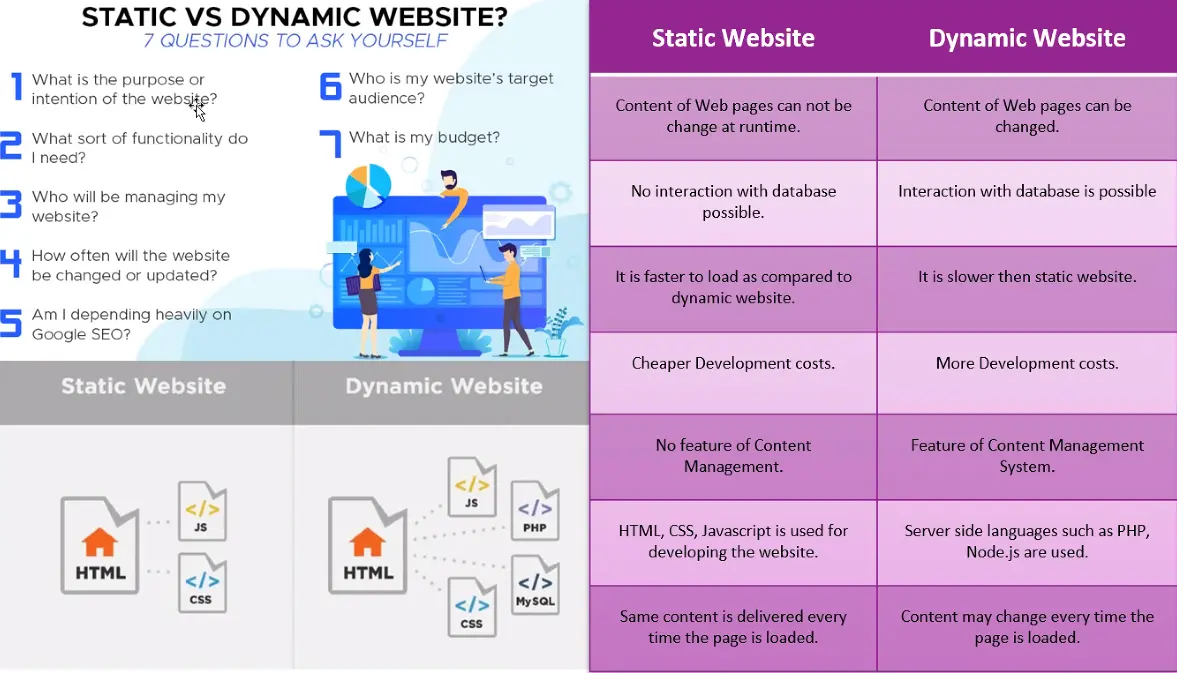 STATIC VS DYNAMIC WEBSITE?
7 QUESTIONS TO ASK YOURSELF
1 What is the purpose or
intention of the website?
2 What sort of functionality do
I need?
3 Who will be managing my
website?
4 How often will the website
be changed or updated?
5 Am I depending heavily on
Google SEO?
6 Who is my website's target
audience?
7 What is my budget?
Static Website
Dynamic Website
HTML
</>
JS
</>
CSS
HTML
</>
JS
</>
PHP
</>
MySQL
</>
CSS
Static Website
Dynamic Website
Content of Web pages can not be
change at runtime.
Content of Web pages can be
changed.
No interaction with database
possible.
Interaction with database is possible
It is faster to load as compared to
dynamic website.
It is slower then static website.
Cheaper Development costs.
More Development costs.
No feature of Content
Management.
Feature of Content Management
System.
HTML, CSS, Javascript is used for
developing the website.
Server side languages such as PHP,
Node.js are used.
Same content is delivered every
time the page is loaded.
Content may change every time the
page is loaded.